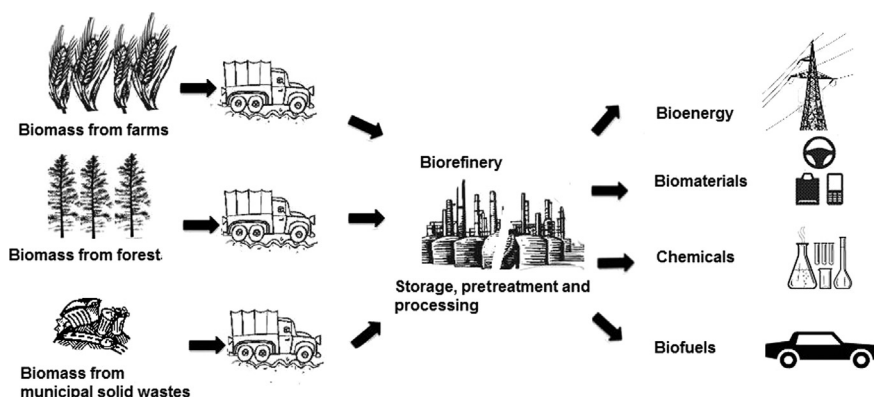 Biomass from farms
Biomass from forest
Biomass from
municipal solid wastes
Biorefinery
Storage, pretreatment and
processing
Bioenergy
Biomaterials
Chemicals
Biofuels